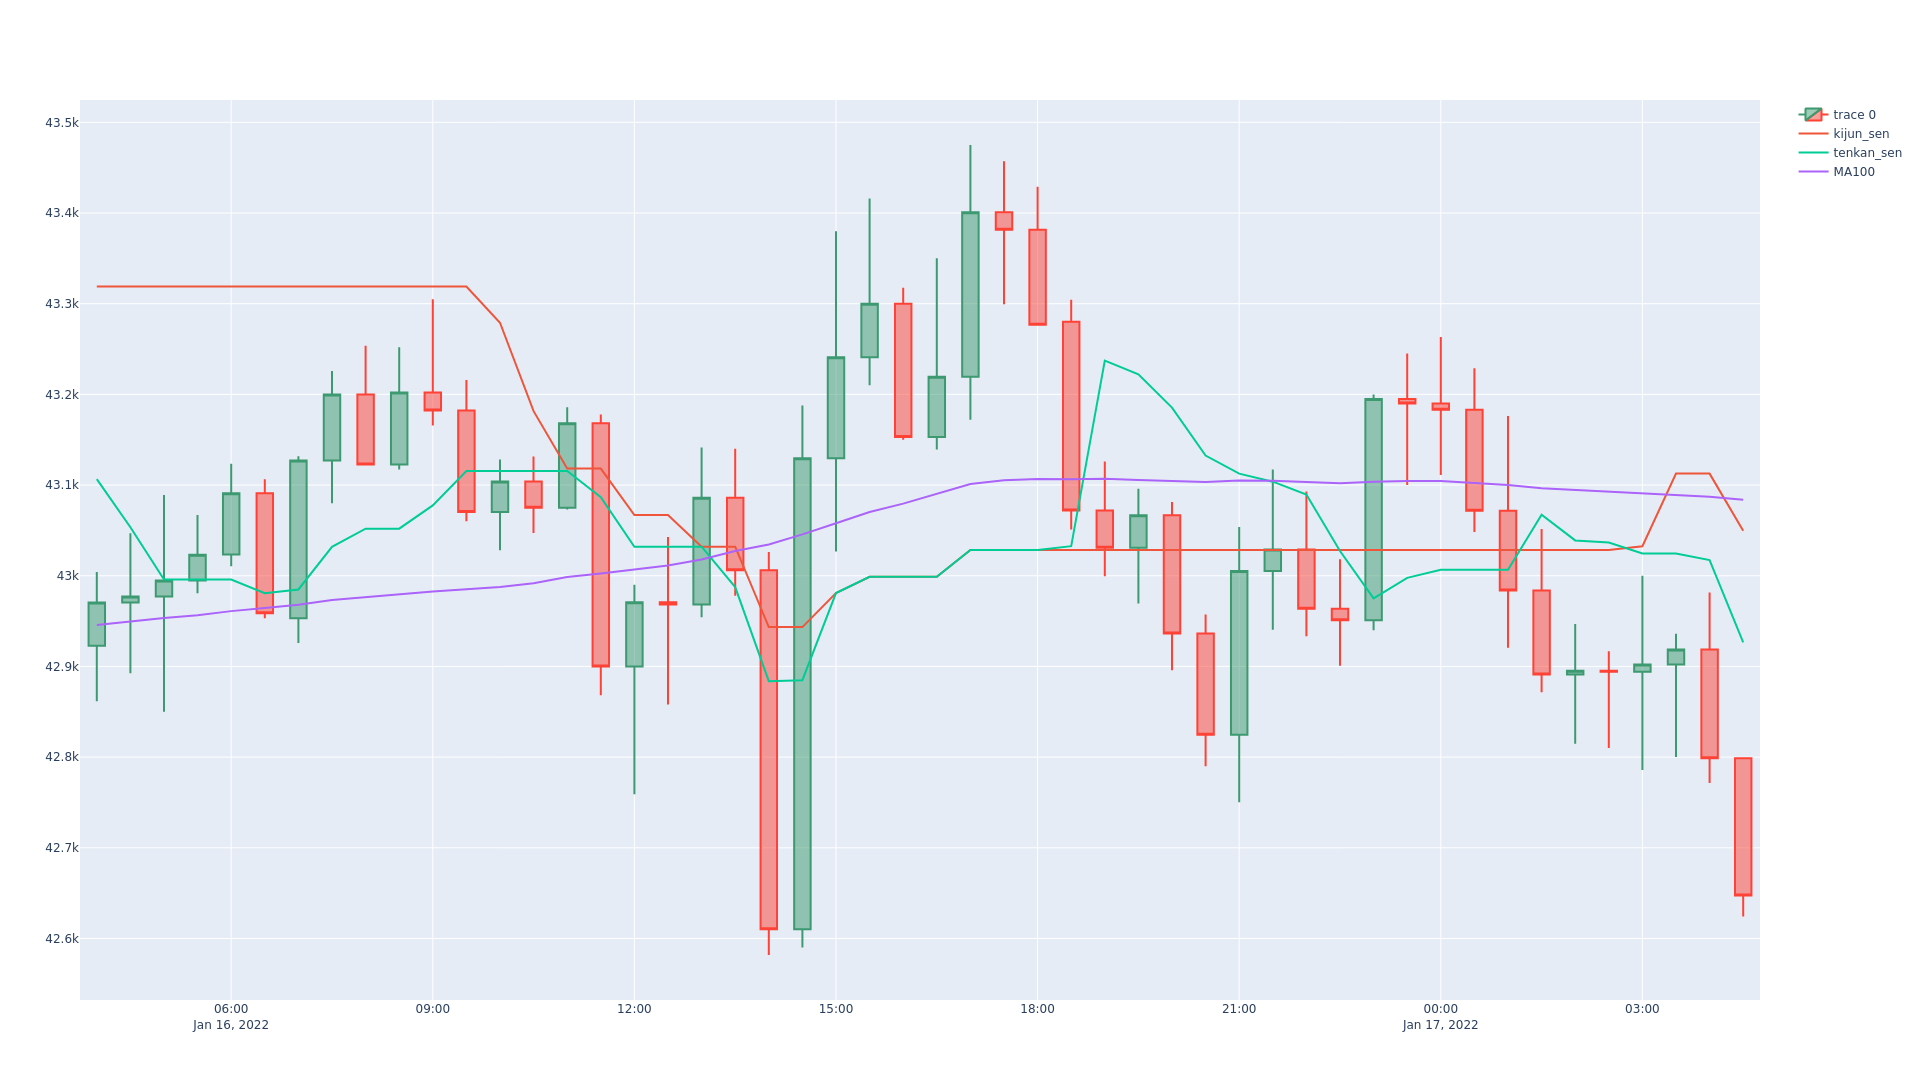 43.5k
43.4k
43.3k
43.2k
43.1k
43k
42.9k
42.8k
42.7k
42.6k
06:00
Jan 16, 2022
09:00
12:00
15:00
18:00
21:00
00:00
Jan 17, 2022
03:00
trace 0
kijun_sen
tenkan_sen
MA100